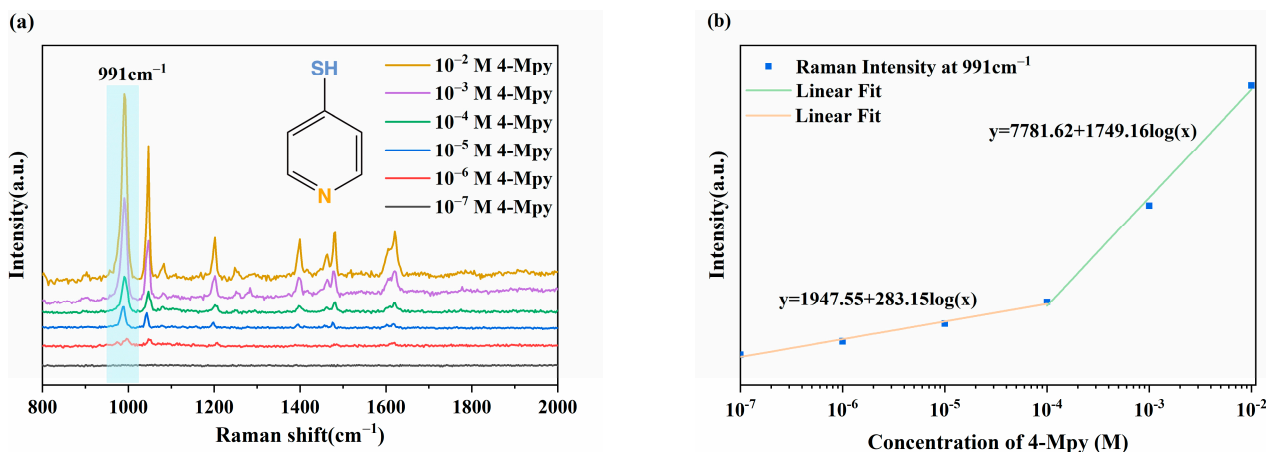 (a)
991cm⁻¹
SH
N
10⁻² M 4-Mpy
10⁻³ M 4-Mpy
10⁻⁴ M 4-Mpy
10⁻⁵ M 4-Mpy
10⁻⁶ M 4-Mpy
10⁻⁷ M 4-Mpy
Intensity(a.u.)
800 1000 1200 1400 1600 1800 2000
Raman shift(cm⁻¹)
(b)
Raman Intensity at 991cm⁻¹
Linear Fit
Linear Fit
y=7781.62+1749.16log(x)
y=1947.55+283.15log(x)
Intensity(a.u.)
10⁻⁷ 10⁻⁶ 10⁻⁵ 10⁻⁴ 10⁻³ 10⁻²
Concentration of 4-Mpy (M)